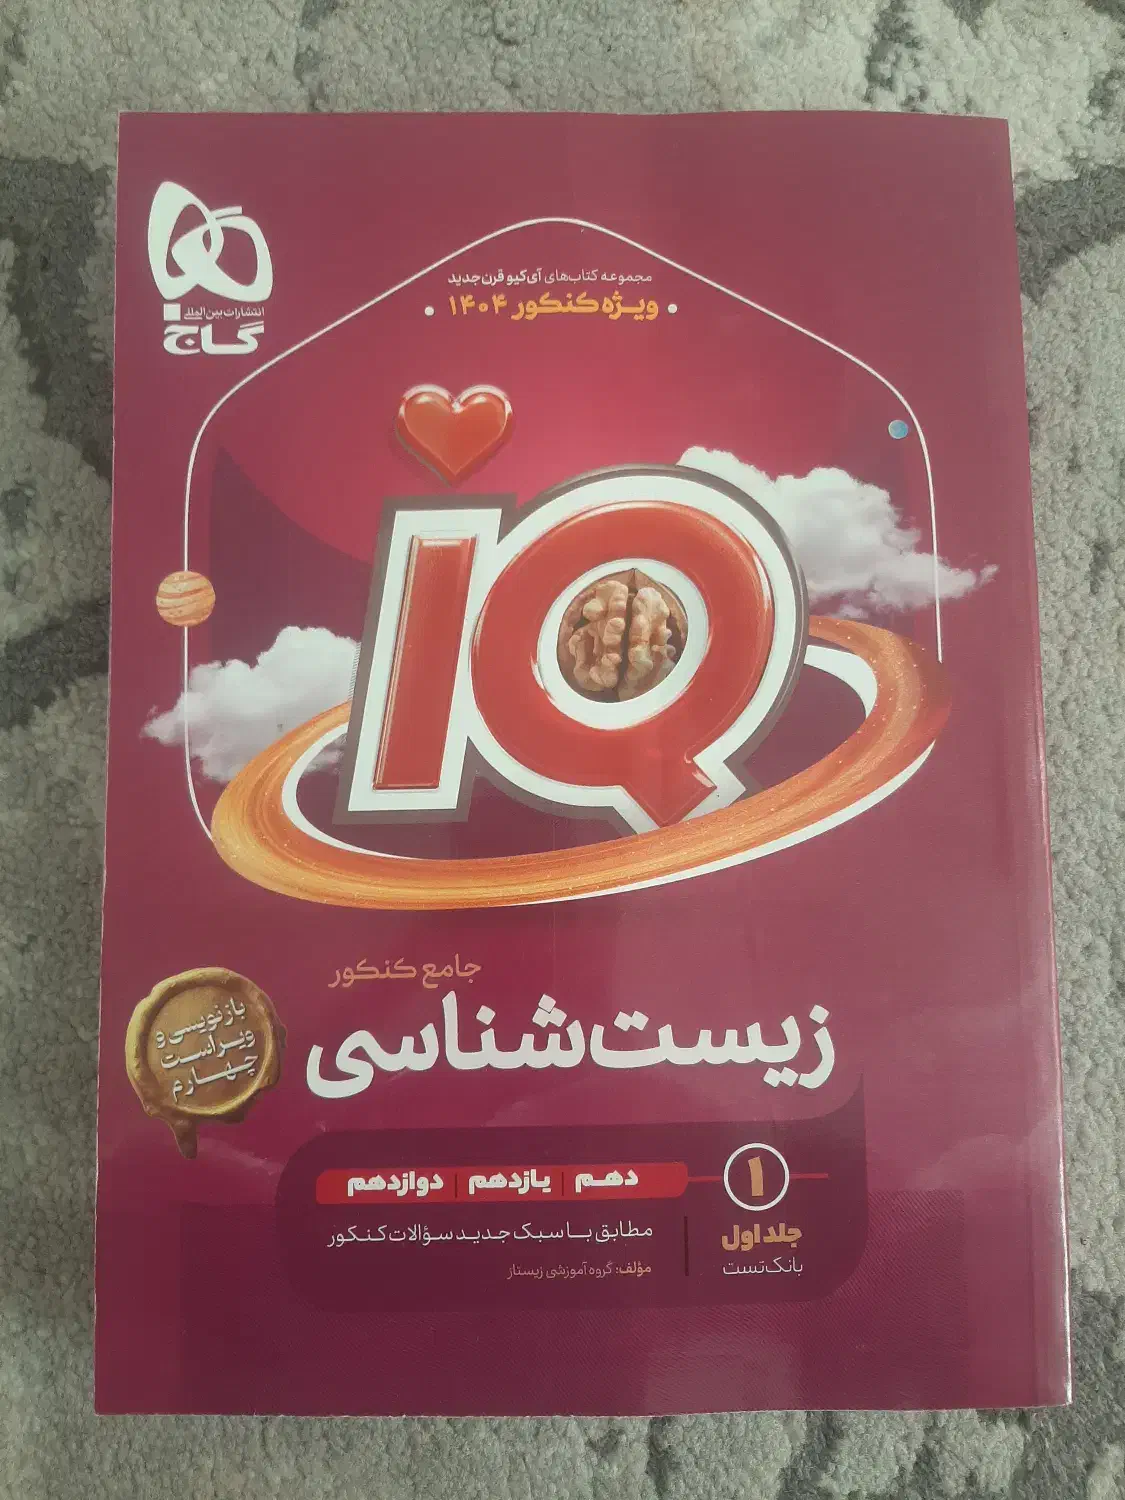 انتشارات بین‌المللی
گاج
مجموعه کتاب‌های آی‌کیو قرن جدید
• ویژه کنکور ۱۴۰۴ •
IQ
جامع کنکور
زیست‌شناسی
بازنویسی و
ویراست
چهارم
دهم | یازدهم | دوازدهم
۱
جلد اول
بانک تست
مطابق با سبک جدید سؤالات کنکور
مؤلف: گروه آموزشی زیستاز